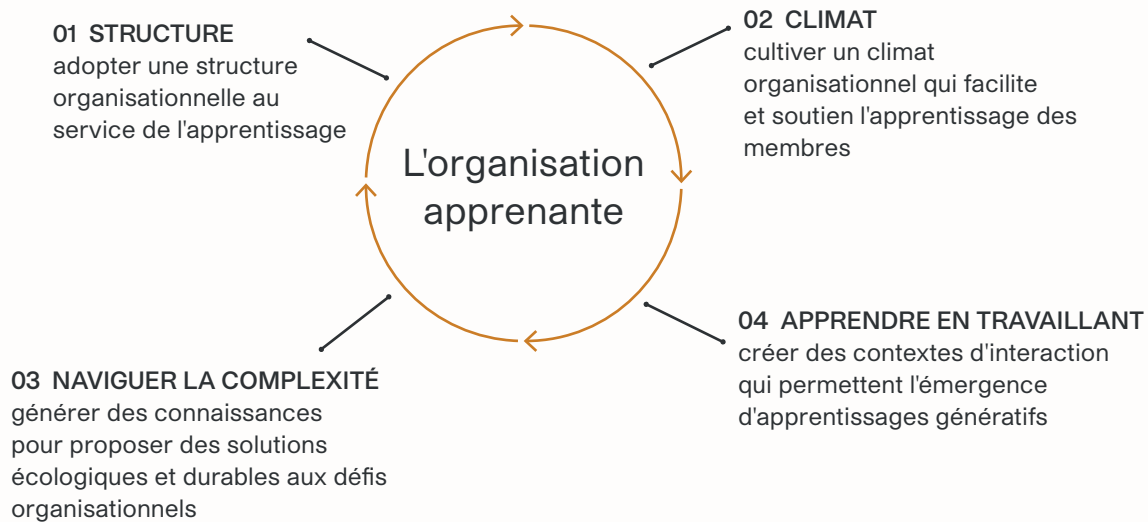 01 STRUCTURE
adopter une structure
organisationnelle au
service de l'apprentissage
02 CLIMAT
cultiver un climat
organisationnel qui facilite
et soutien l'apprentissage des
membres
L'organisation
apprenante
03 NAVIGUER LA COMPLEXITÉ
générer des connaissances
pour proposer des solutions
écologiques et durables aux défis
organisationnels
04 APPRENDRE EN TRAVAILLANT
créer des contextes d'interaction
qui permettent l'émergence
d'apprentissages génératifs